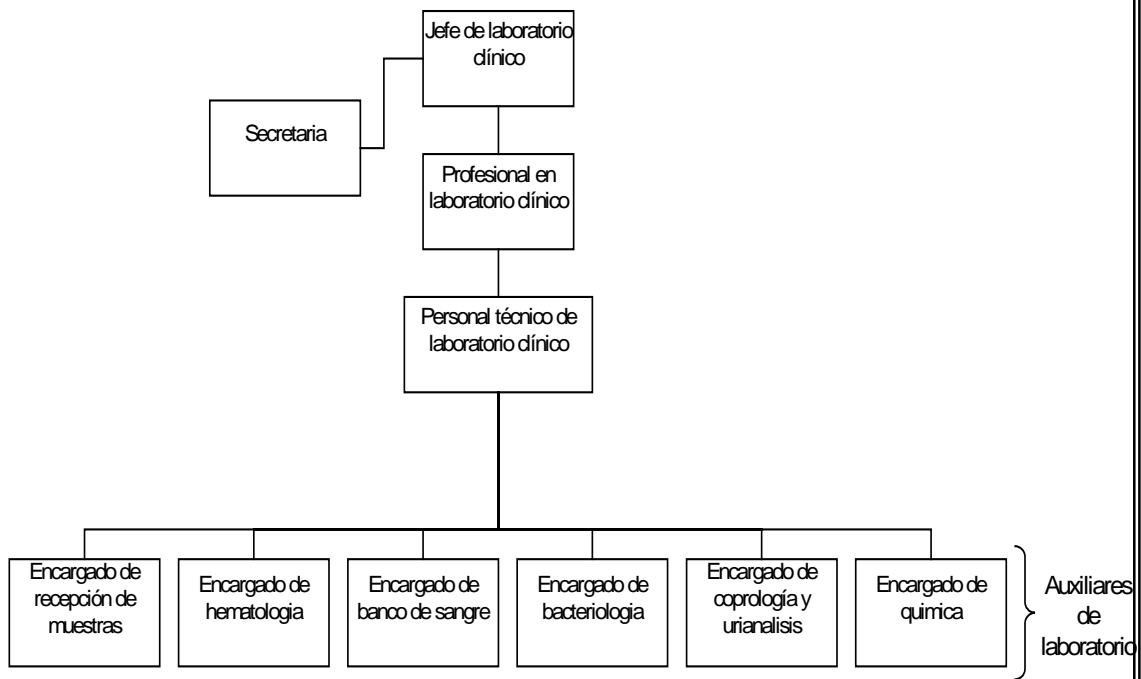 Jefe de laboratorio
clínico
Secretaria
Profesional en
laboratorio clínico
Personal técnico de
laboratorio clínico
Encargado de
recepción de
muestras
Encargado de
hematologia
Encargado de
banco de sangre
Encargado de
bacteriologia
Encargado de
coprología y
urianalisis
Encargado de
quimica
Auxiliares
de
laboratorio